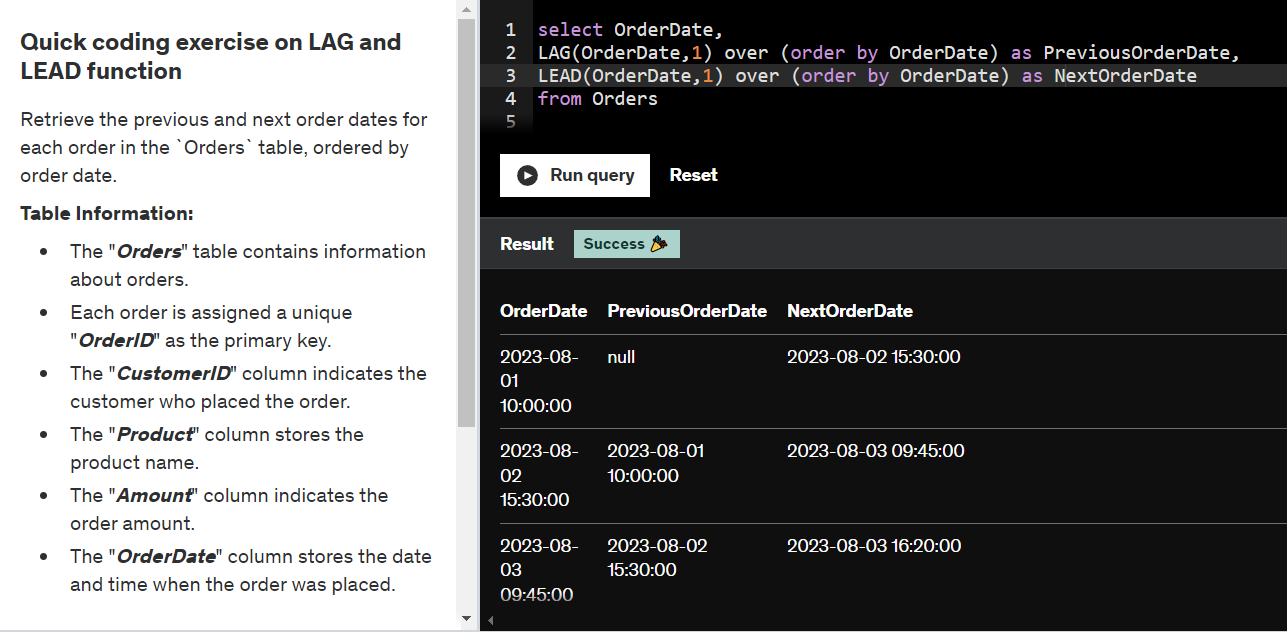 Quick coding exercise on LAG and
LEAD function
Retrieve the previous and next order dates for
each order in the `Orders` table, ordered by
order date.
Table Information:
• The "Orders" table contains information
about orders.
• Each order is assigned a unique
"OrderID" as the primary key.
• The "CustomerID" column indicates the
customer who placed the order.
• The "Product" column stores the
product name.
• The "Amount" column indicates the
order amount.
• The "OrderDate" column stores the date
and time when the order was placed.
1 select OrderDate,
2 LAG(OrderDate,1) over (order by OrderDate) as PreviousOrderDate,
3 LEAD(OrderDate,1) over (order by OrderDate) as NextOrderDate
4 from Orders
5
Run query Reset
Result Success
OrderDate PreviousOrderDate NextOrderDate
2023-08- null 2023-08-02 15:30:00
01
10:00:00
2023-08- 2023-08-01 2023-08-03 09:45:00
02 10:00:00
15:30:00
2023-08- 2023-08-02 2023-08-03 16:20:00
03 15:30:00
09:45:00